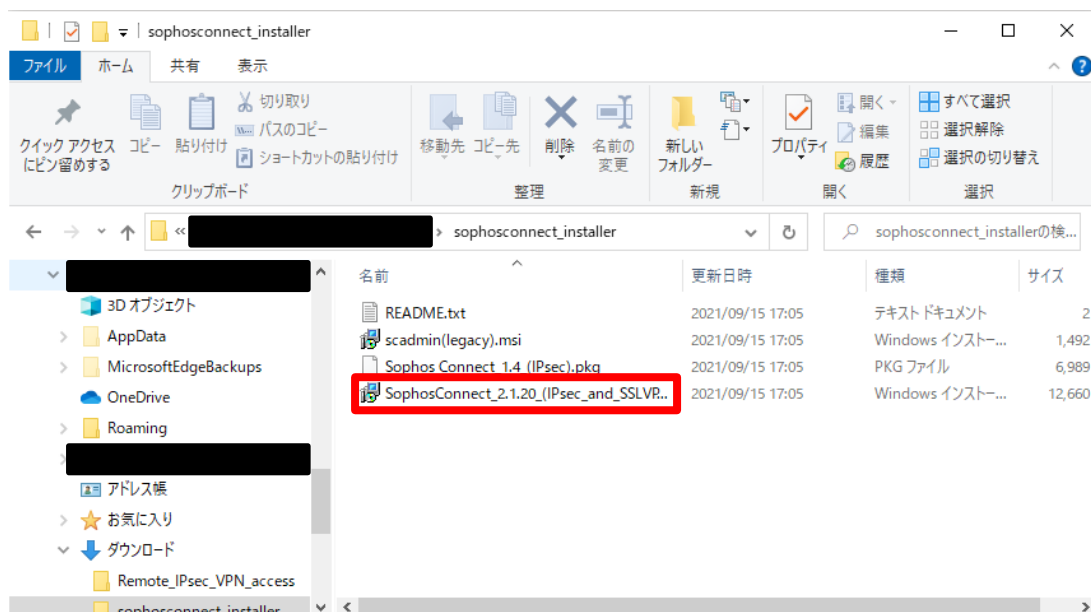 sophosconnect_installer
ファイル ホーム 共有 表示
クイック アクセス
にピン留めする
コピー
貼り付け
切り取り
パスのコピー
ショートカットの貼り付け
クリップボード
移動先
コピー先
削除
名前の
変更
整理
新しい
フォルダー
新規
プロパティ
開く
編集
履歴
開く
すべて選択
選択解除
選択の切り替え
選択
« › sophosconnect_installer
sophosconnect_installerの検...
3D オブジェクト
AppData
MicrosoftEdgeBackups
OneDrive
Roaming
アドレス帳
お気に入り
ダウンロード
Remote_IPsec_VPN_access
sophosconnect_installer
名前 更新日時 種類 サイズ
README.txt 2021/09/15 17:05 テキスト ドキュメント 2
scadmin(legacy).msi 2021/09/15 17:05 Windows インストー... 1,492
Sophos Connect_1.4_(IPsec).pkg 2021/09/15 17:05 PKG ファイル 6,989
SophosConnect_2.1.20_(IPsec_and_SSLVP... 2021/09/15 17:05 Windows インストー... 12,660